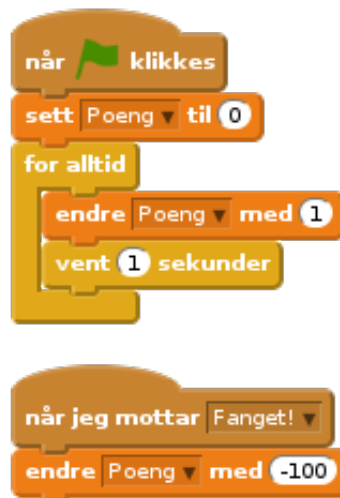 når klikkes
sett Poeng til 0
for alltid
endre Poeng med 1
vent 1 sekunder
når jeg mottar Fanget!
endre Poeng med -100